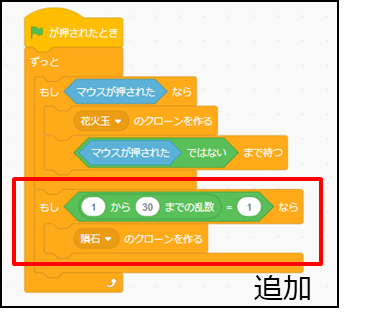 が押されたとき
ずっと
もし マウスが押された なら
花火玉 のクローンを作る
マウスが押された ではない まで待つ
もし 1 から 30 までの乱数 = 1 なら
隕石 のクローンを作る
追加